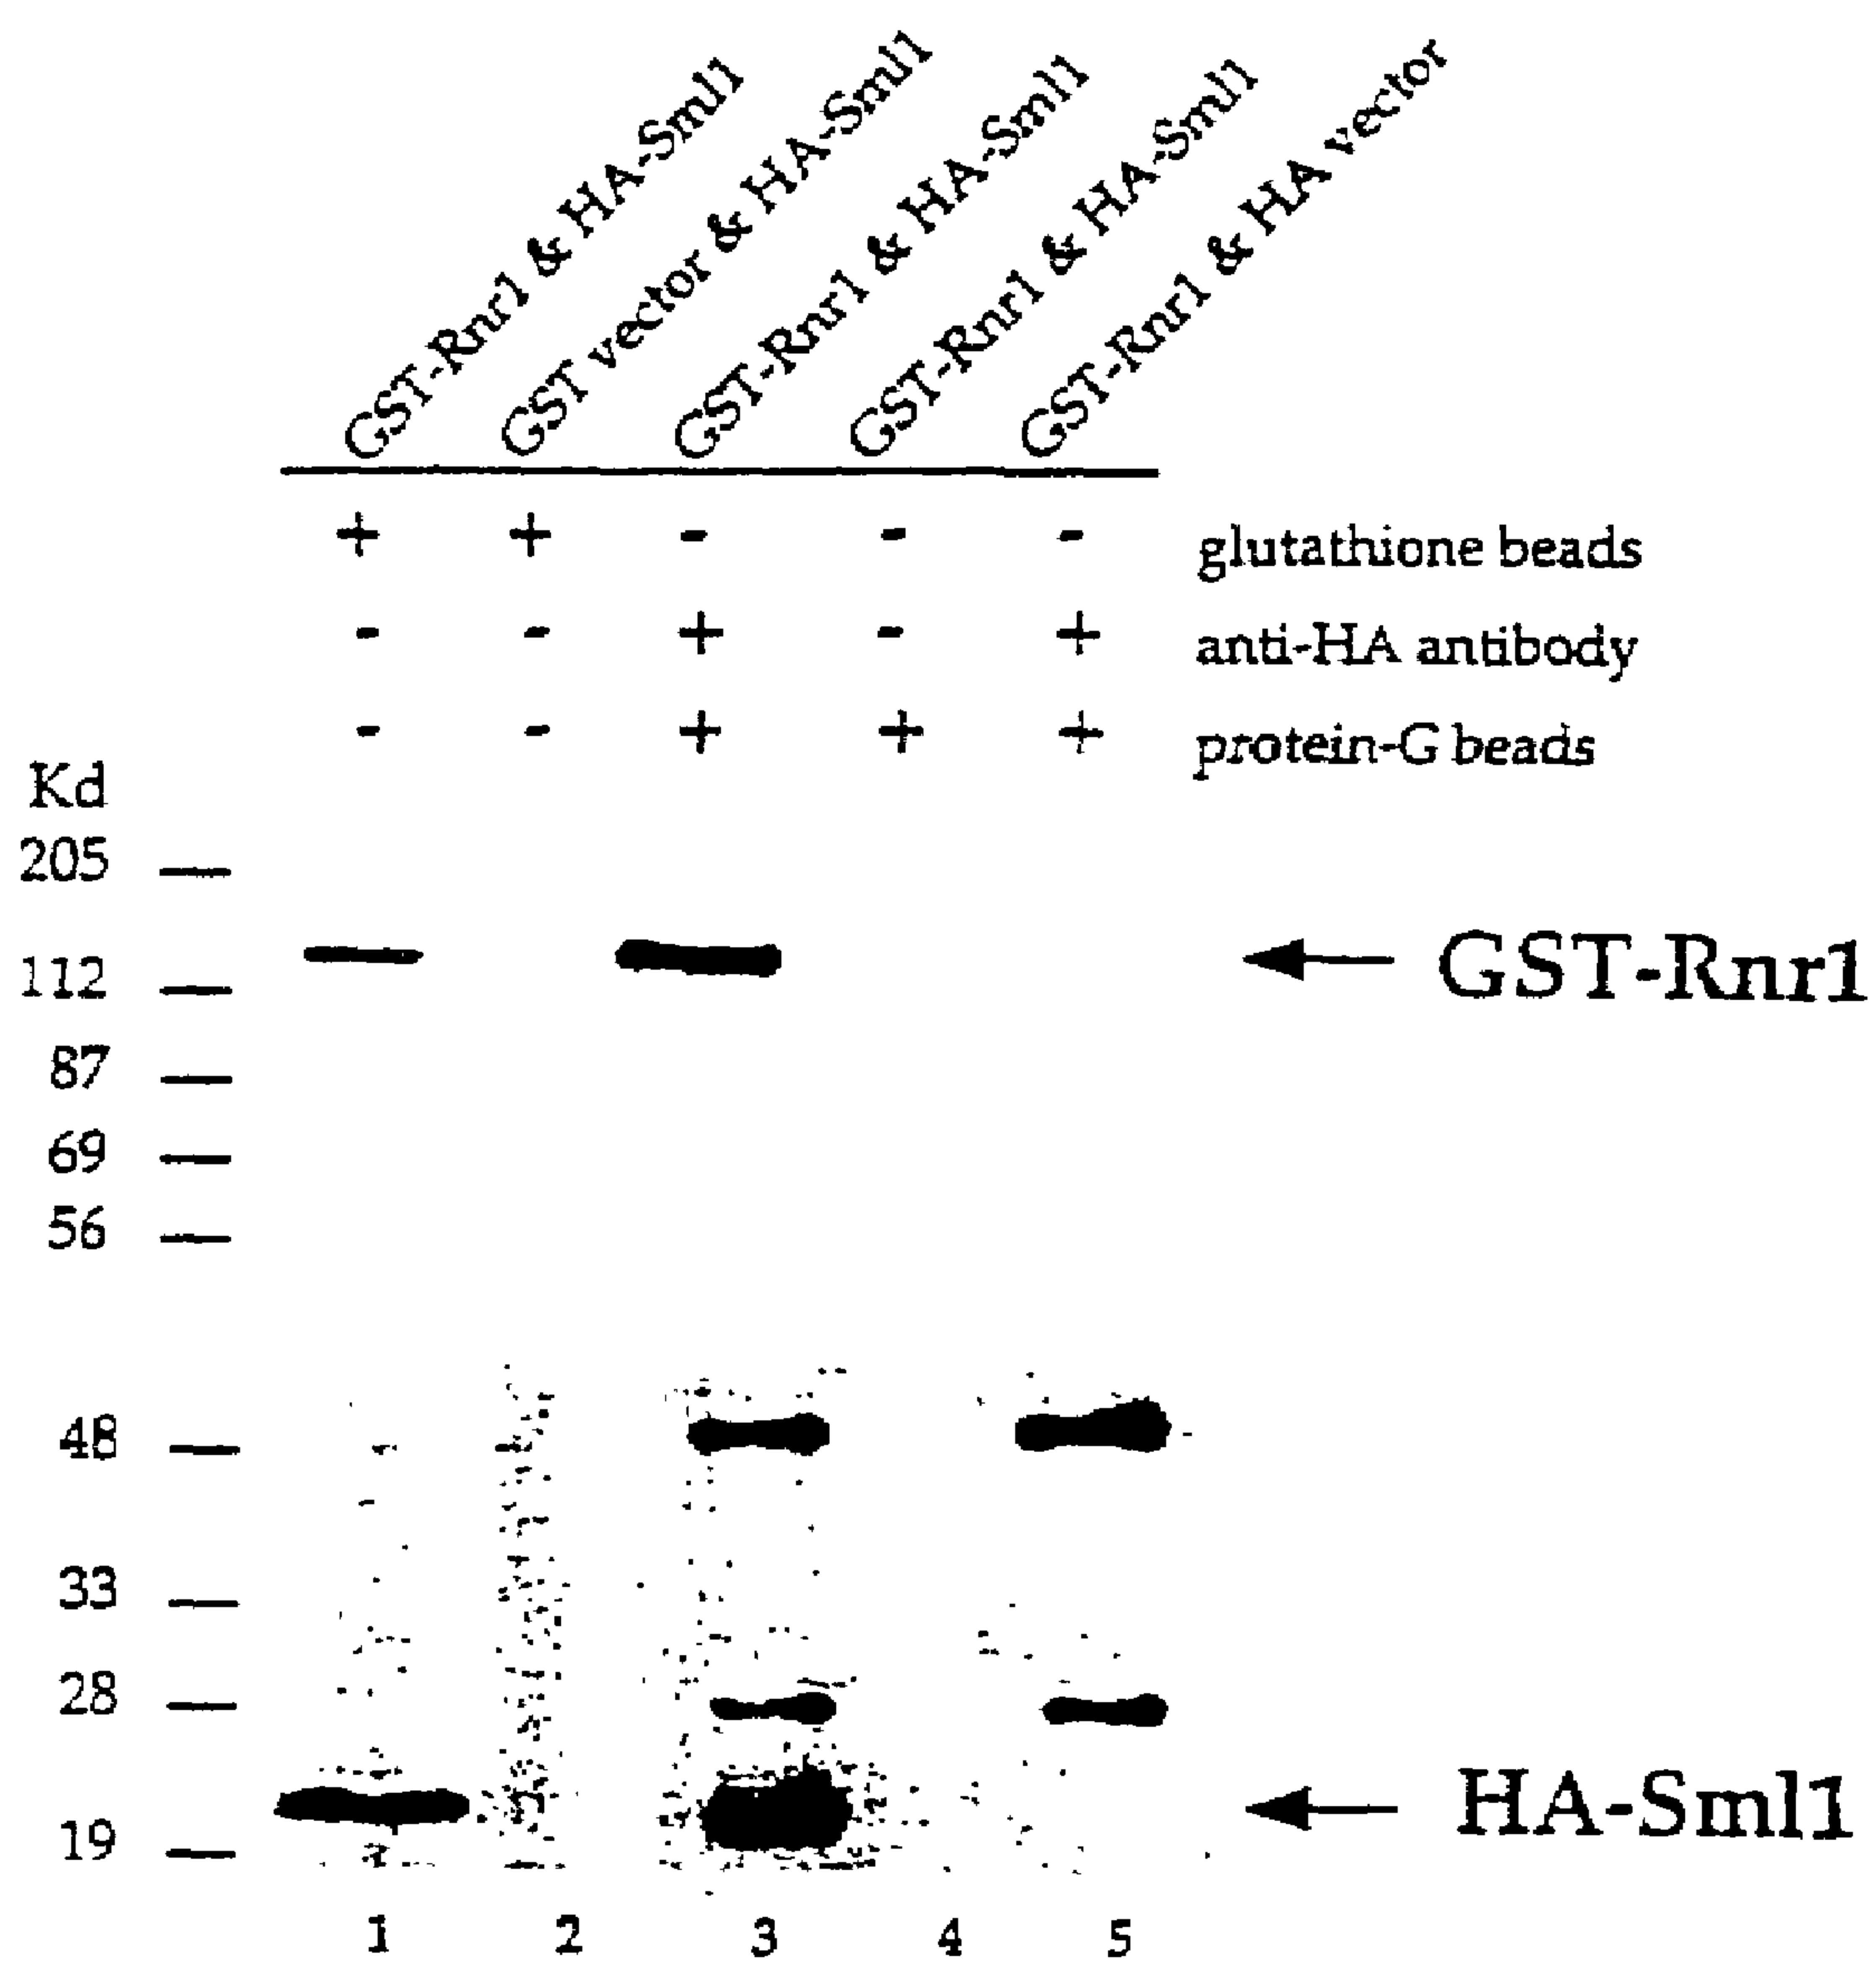 GST-Rnr1 & HA-Sml1
GST vector & HA-Sml1
GST-Rnr1 & HA-Sml1
GST-Rnr1 & HA-Sml1
GST-Rnr1 & HA vector
+ + - - - glutathione beads
- - + - + anti-HA antibody
- - + + + protein-G beads
Kd
205
112 GST-Rnr1
87
69
56
48
33
28
19 HA-Sml1
1 2 3 4 5